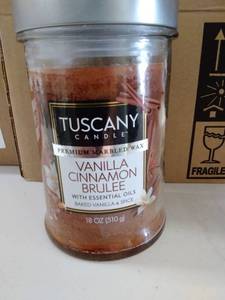 TUSCANY
CANDLE
PREMIUM MARBLED WAX
VANILLA
CINNAMON
BRULEE
WITH ESSENTIAL OILS
BAKED VANILLA & SPICE
18 OZ (510 g)
FRAGILE